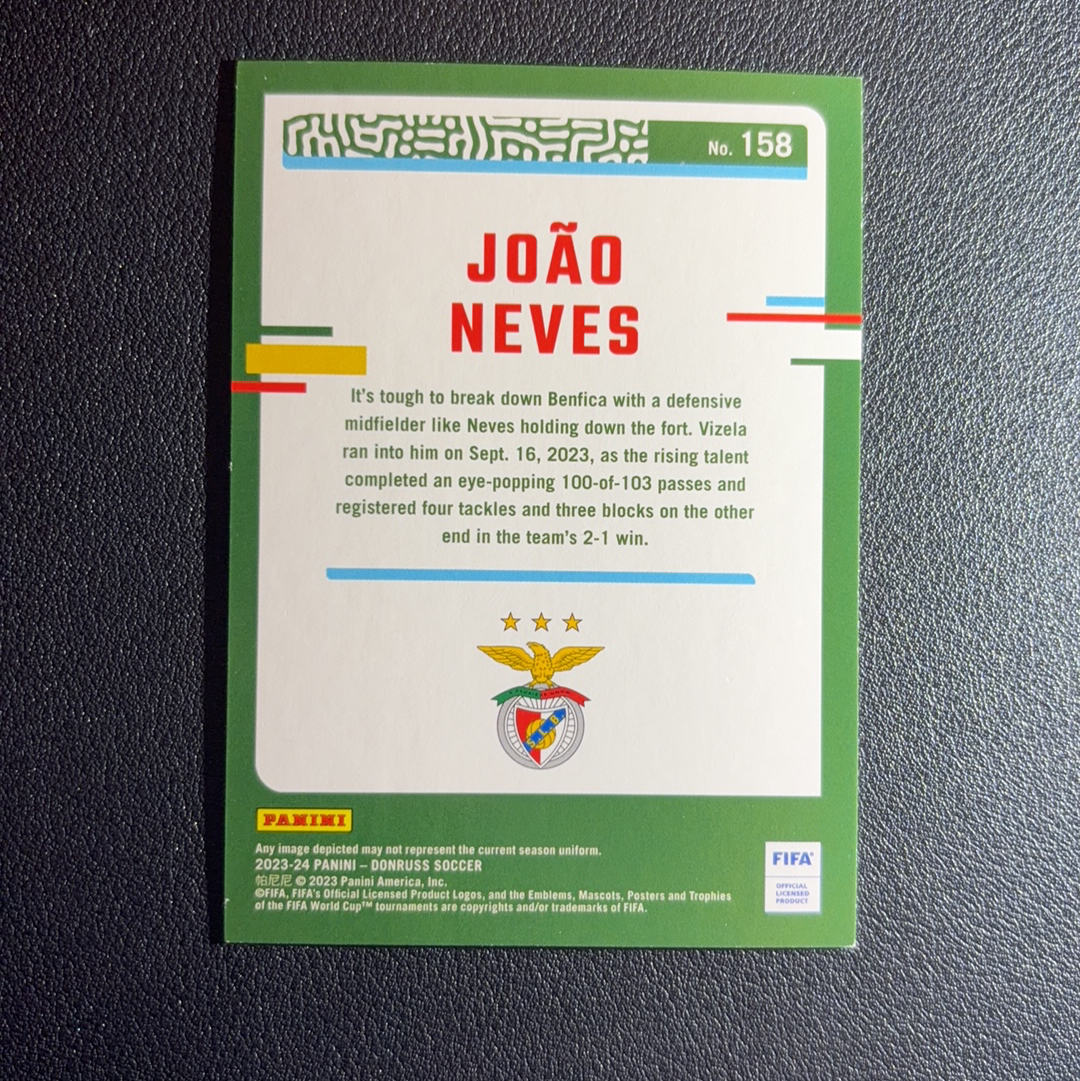 No. 158
JOÃO
NEVES
It's tough to break down Benfica with a defensive
midfielder like Neves holding down the fort. Vizela
ran into him on Sept. 16, 2023, as the rising talent
completed an eye-popping 100-of-103 passes and
registered four tackles and three blocks on the other
end in the team's 2-1 win.
S.L.B.
PANINI
Any image depicted may not represent the current season uniform.
2023-24 PANINI – DONRUSS SOCCER
帕尼尼 © 2023 Panini America, Inc.
©FIFA, FIFA's Official Licensed Product Logos, and the Emblems, Mascots, Posters and Trophies
of the FIFA World Cup™ tournaments are copyrights and/or trademarks of FIFA.
FIFA®
OFFICIAL
LICENSED
PRODUCT